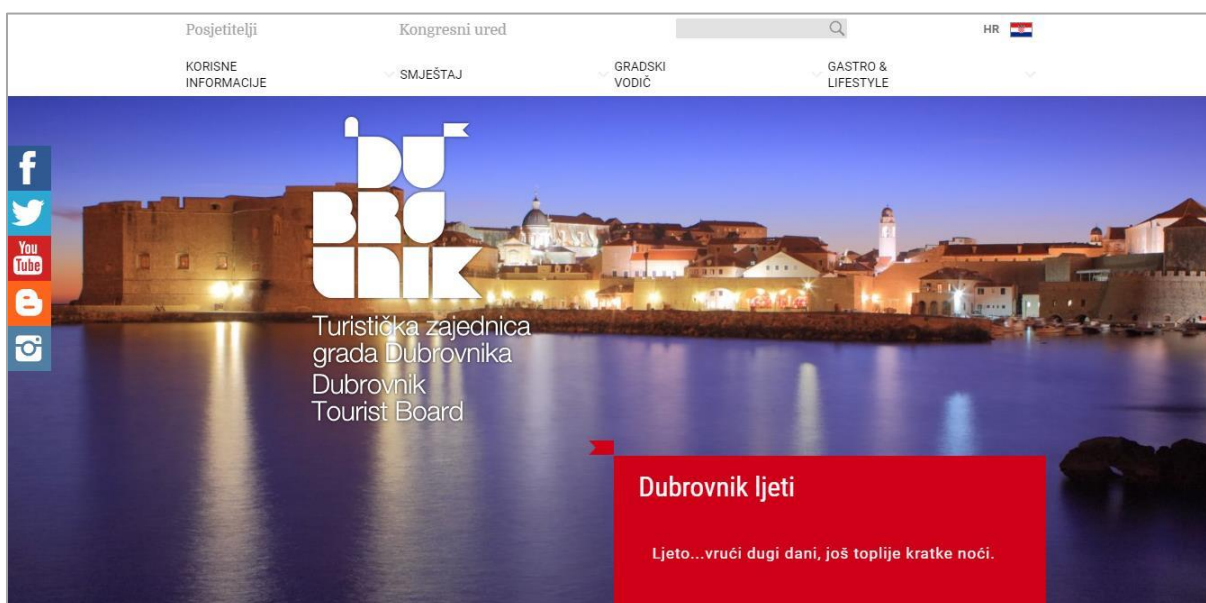 Posjetitelji
Kongresni ured
HR
KORISNE
INFORMACIJE
SMJEŠTAJ
GRADSKI
VODIČ
GASTRO &
LIFESTYLE
DU
BRO
VNIK
Turistička zajednica
grada Dubrovnika
Dubrovnik
Tourist Board
You
Tube
Dubrovnik ljeti
Ljeto...vrući dugi dani, još toplije kratke noći.